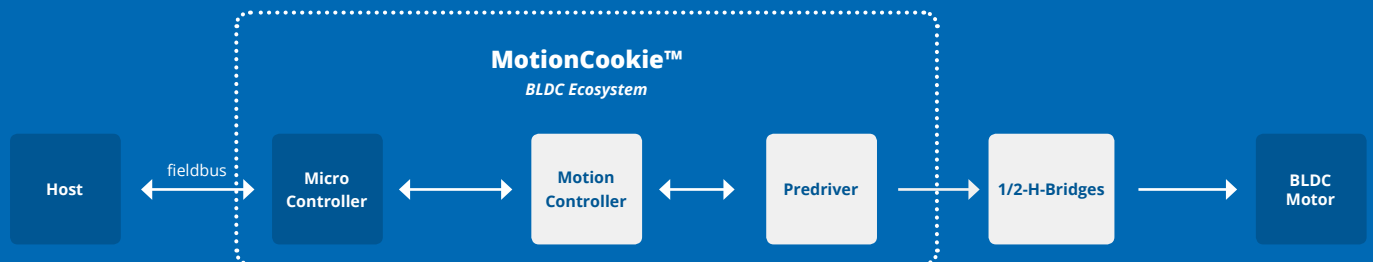 MotionCookie™
BLDC Ecosystem
Host
fieldbus
Micro
Controller
Motion
Controller
Predriver
1/2-H-Bridges
BLDC
Motor